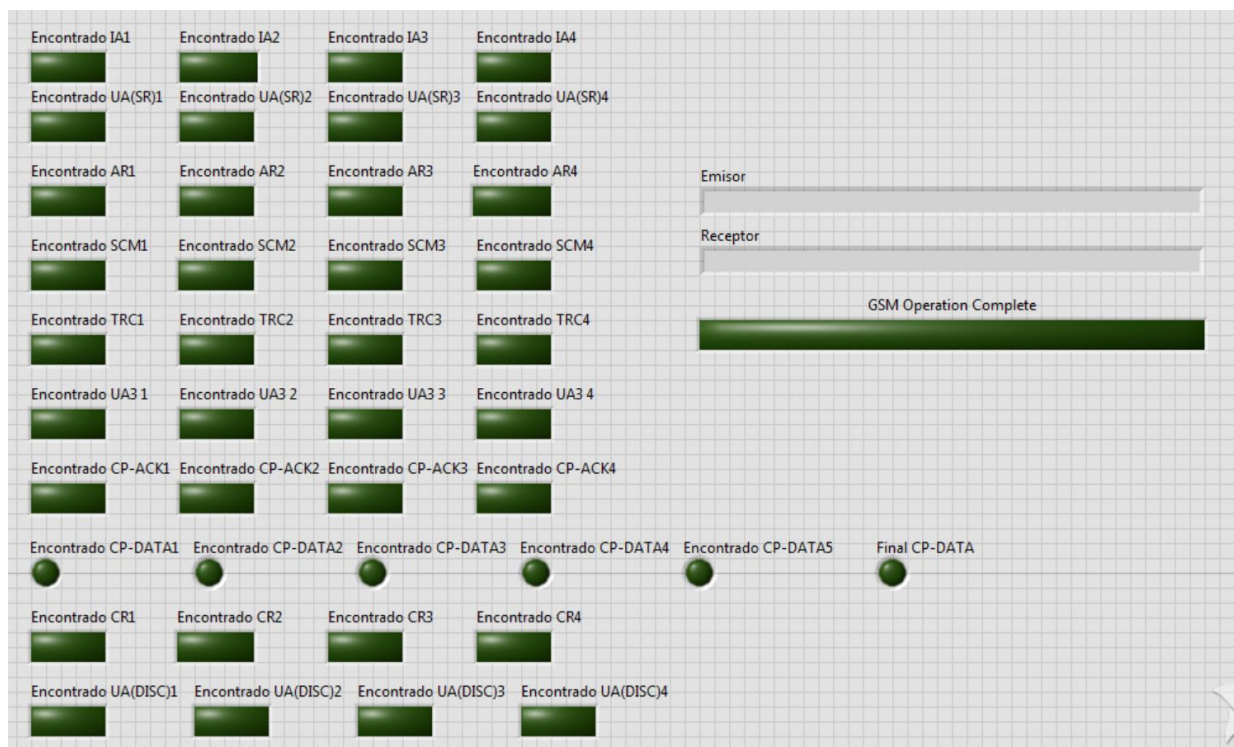 Encontrado IA1 Encontrado IA2 Encontrado IA3 Encontrado IA4
Encontrado UA(SR)1 Encontrado UA(SR)2 Encontrado UA(SR)3 Encontrado UA(SR)4
Encontrado AR1 Encontrado AR2 Encontrado AR3 Encontrado AR4
Emisor
Encontrado SCM1 Encontrado SCM2 Encontrado SCM3 Encontrado SCM4
Receptor
GSM Operation Complete
Encontrado TRC1 Encontrado TRC2 Encontrado TRC3 Encontrado TRC4
Encontrado UA3 1 Encontrado UA3 2 Encontrado UA3 3 Encontrado UA3 4
Encontrado CP-ACK1 Encontrado CP-ACK2 Encontrado CP-ACK3 Encontrado CP-ACK4
Encontrado CP-DATA1 Encontrado CP-DATA2 Encontrado CP-DATA3 Encontrado CP-DATA4 Encontrado CP-DATA5 Final CP-DATA
Encontrado CR1 Encontrado CR2 Encontrado CR3 Encontrado CR4
Encontrado UA(DISC)1 Encontrado UA(DISC)2 Encontrado UA(DISC)3 Encontrado UA(DISC)4